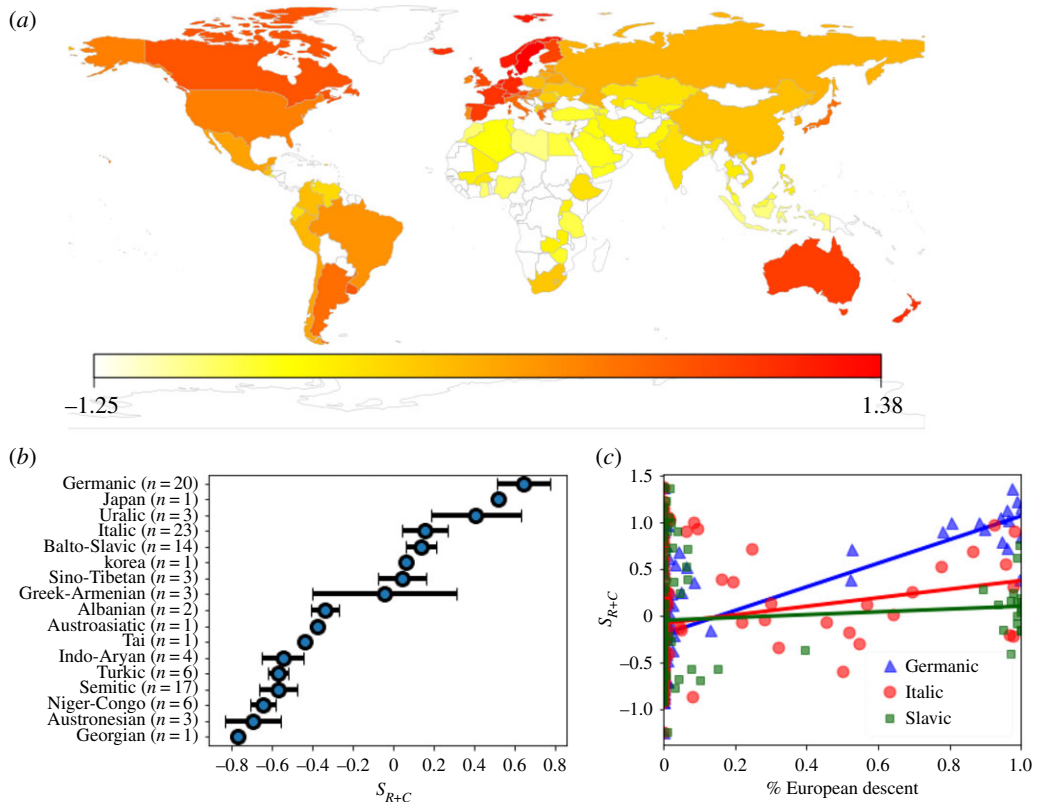 (a)
–1.25 1.38
(b)
Germanic (n = 20)
Japan (n = 1)
Uralic (n = 3)
Italic (n = 23)
Balto-Slavic (n = 14)
korea (n = 1)
Sino-Tibetan (n = 3)
Greek-Armenian (n = 3)
Albanian (n = 2)
Austroasiatic (n = 1)
Tai (n = 1)
Indo-Aryan (n = 4)
Turkic (n = 6)
Semitic (n = 17)
Niger-Congo (n = 6)
Austronesian (n = 3)
Georgian (n = 1)
–0.8 –0.6 –0.4 –0.2 0 0.2 0.4 0.6 0.8
S_{R+C}
(c)
1.5
1.0
0.5
0
–0.5
–1.0
S_{R+C}
Germanic
Italic
Slavic
0 0.2 0.4 0.6 0.8 1.0
% European descent